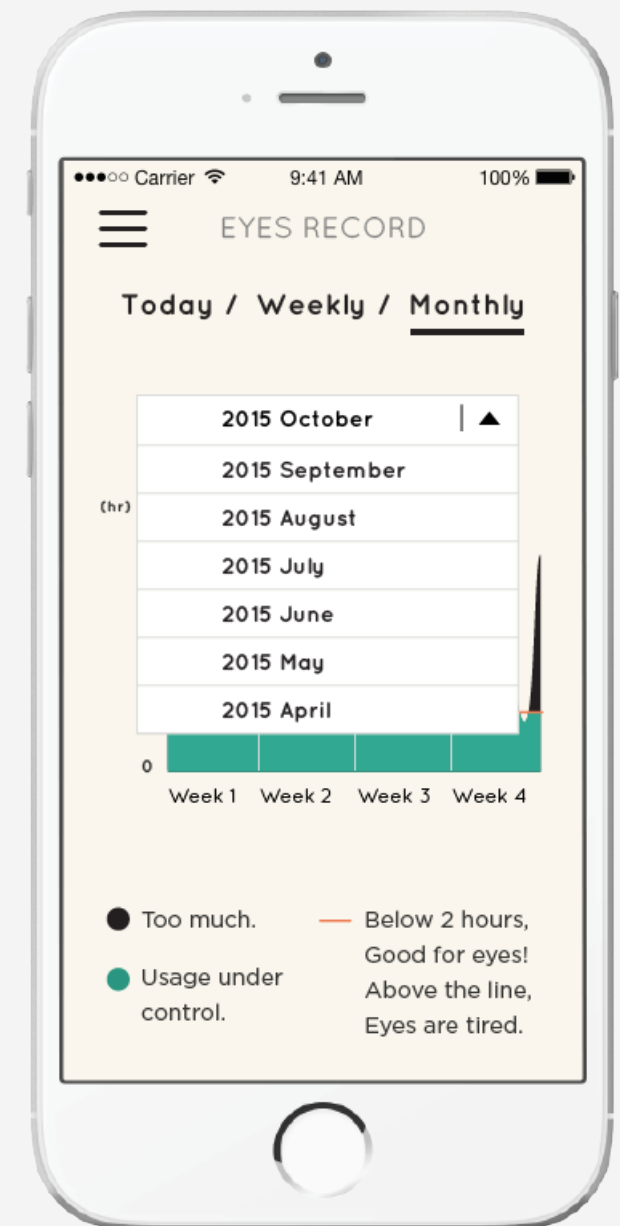 Carrier 9:41 AM 100%
EYES RECORD
Today / Weekly / Monthly
2015 October
2015 September
(hr)
2015 August
2015 July
2015 June
2015 May
2015 April
0
Week 1 Week 2 Week 3 Week 4
Too much.
Usage under
control.
Below 2 hours,
Good for eyes!
Above the line,
Eyes are tired.